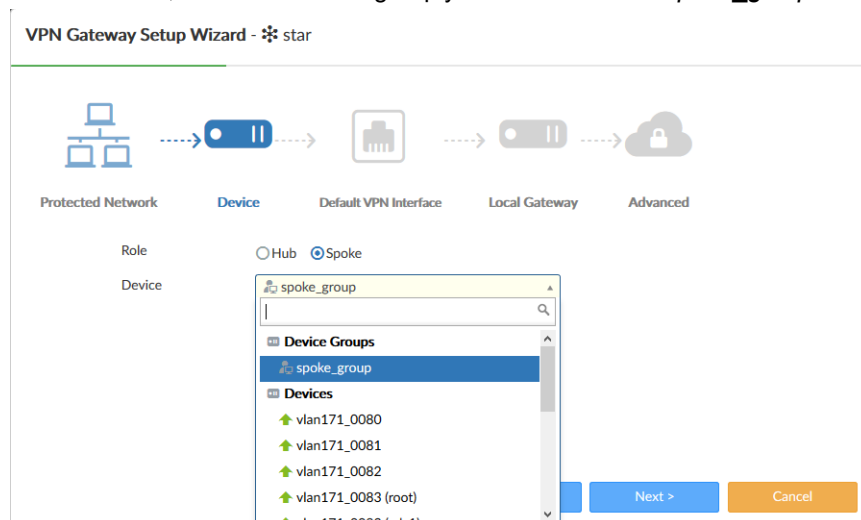 VPN Gateway Setup Wizard - star
Protected Network Device Default VPN Interface Local Gateway Advanced
Role Hub Spoke
Device spoke_group
Device Groups
spoke_group
Devices
vlan171_0080
vlan171_0081
vlan171_0082
vlan171_0083 (root)
Next > Cancel